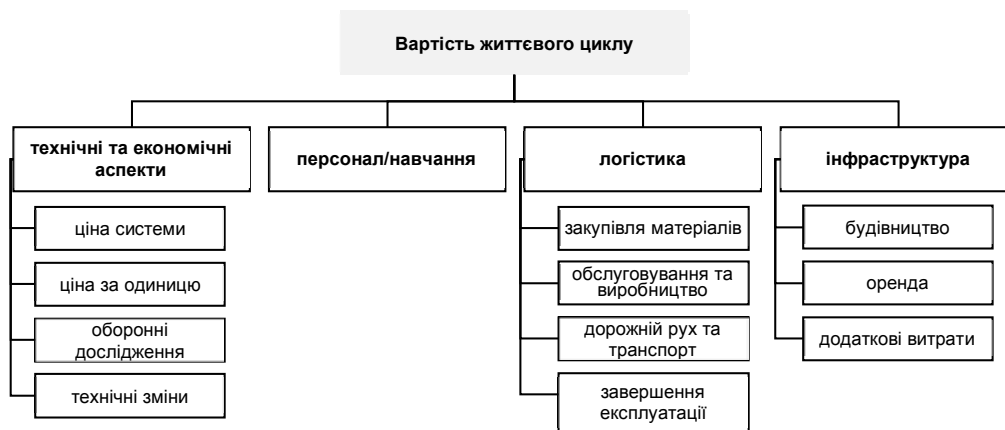 Вартість життєвого циклу
технічні та економічні
аспекти
ціна системи
ціна за одиницю
оборонні
дослідження
технічні зміни
персонал/навчання
логістика
закупівля матеріалів
обслуговування та
виробництво
дорожній рух та
транспорт
завершення
експлуатації
інфраструктура
будівництво
оренда
додаткові витрати